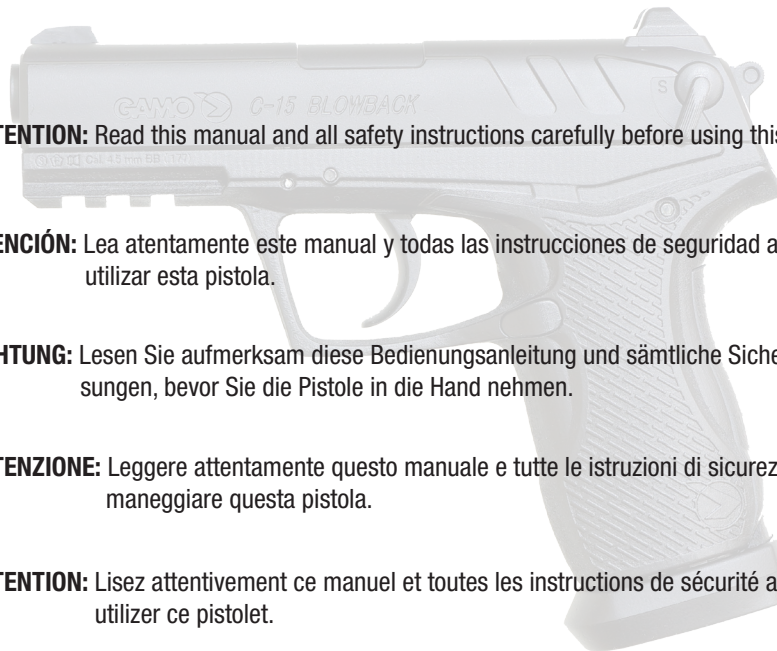 GAMO C-15 BLOWBACK
S
TENTION: Read this manual and all safety instructions carefully before using this
ENCIÓN: Lea atentamente este manual y todas las instrucciones de seguridad a
utilizar esta pistola.
HTUNG: Lesen Sie aufmerksam diese Bedienungsanleitung und sämtliche Siche
sungen, bevor Sie die Pistole in die Hand nehmen.
TENZIONE: Leggere attentamente questo manuale e tutte le istruzioni di sicurez
maneggiare questa pistola.
TENTION: Lisez attentivement ce manuel et toutes les instructions de sécurité a
utilizer ce pistolet.